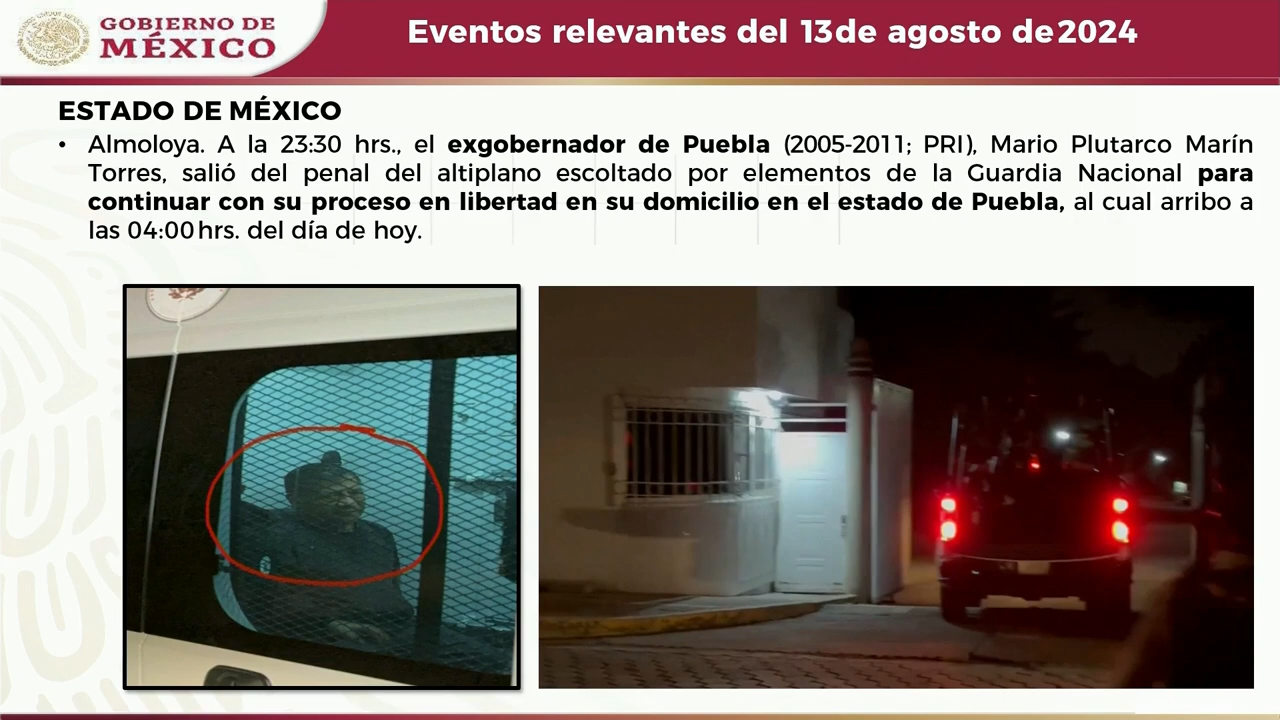 GOBIERNO DE
MÉXICO
Eventos relevantes del 13de agosto de2024
ESTADO DE MÉXICO
• Almoloya. A la 23:30 hrs., el exgobernador de Puebla (2005-2011; PRI), Mario Plutarco Marín
Torres, salió del penal del altiplano escoltado por elementos de la Guardia Nacional para
continuar con su proceso en libertad en su domicilio en el estado de Puebla, al cual arribo a
las 04:00hrs. del día de hoy.